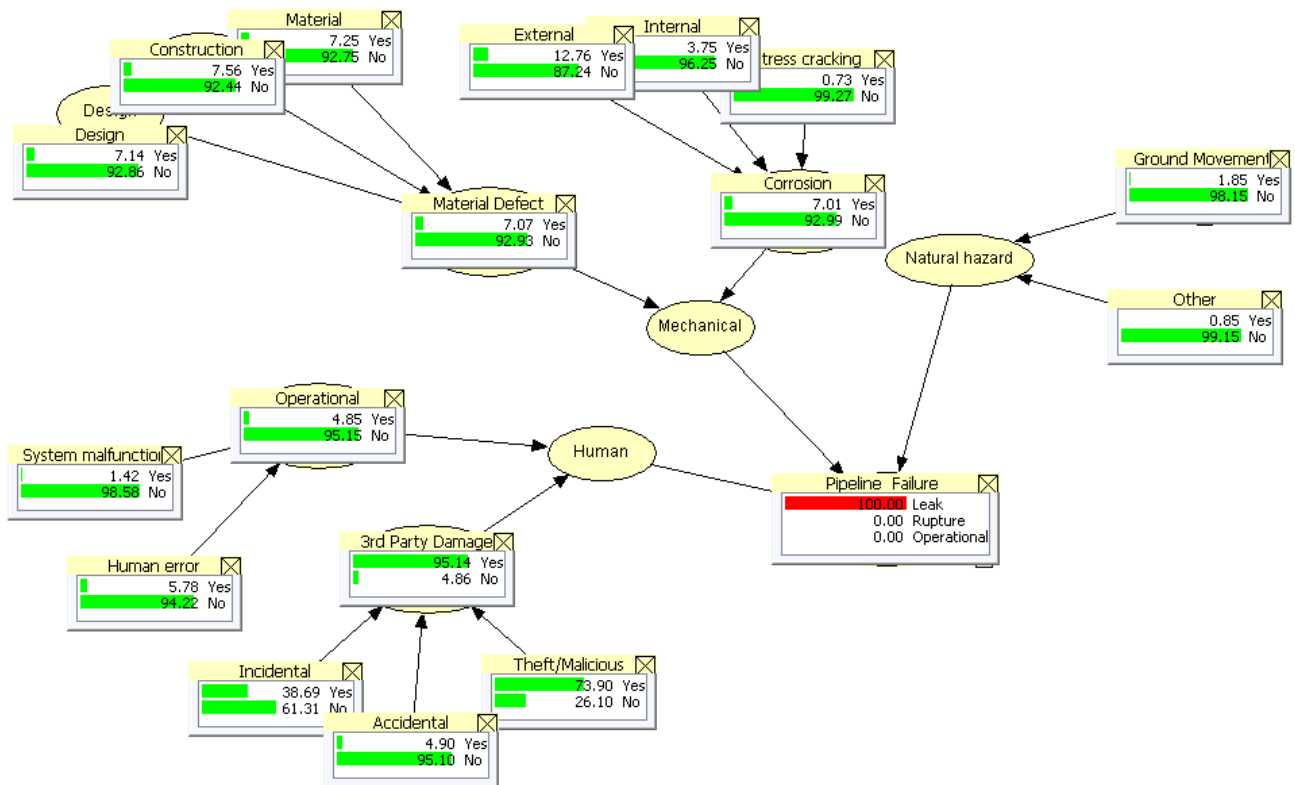 Material
7.25 Yes
92.75 No
Construction
7.56 Yes
92.44 No
Design
Design
7.14 Yes
92.86 No
External
12.76 Yes
87.24 No
Internal
3.75 Yes
96.25 No
tress cracking
0.73 Yes
99.27 No
Material Defect
7.07 Yes
92.93 No
Corrosion
7.01 Yes
92.99 No
Ground Movement
1.85 Yes
98.15 No
Natural hazard
Other
0.85 Yes
99.15 No
Mechanical
Operational
4.85 Yes
95.15 No
System malfunction
1.42 Yes
98.58 No
Human
Human error
5.78 Yes
94.22 No
Pipeline Failure
100.00 Leak
0.00 Rupture
0.00 Operational
3rd Party Damage
95.14 Yes
4.86 No
Incidental
38.69 Yes
61.31 No
Theft/Malicious
73.90 Yes
26.10 No
Accidental
4.90 Yes
95.10 No